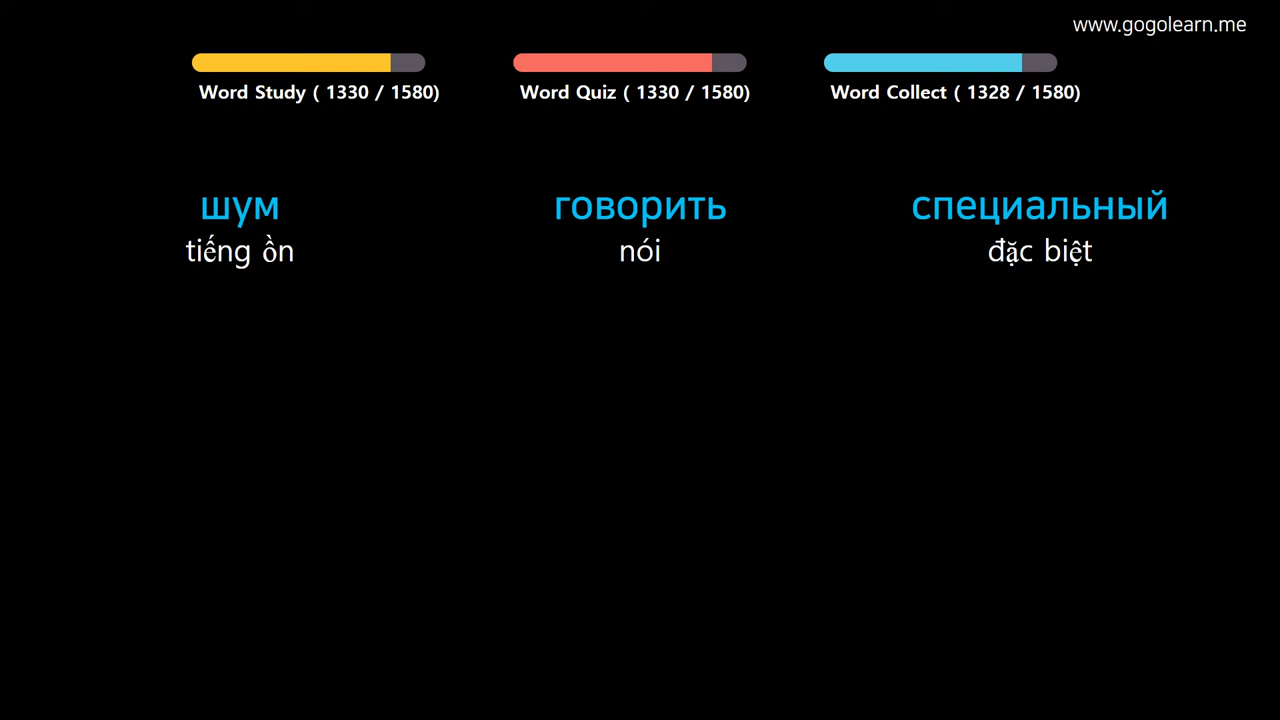 www.gogolearn.me
Word Study ( 1330 / 1580)
Word Quiz ( 1330 / 1580)
Word Collect ( 1328 / 1580)
шум
tiếng ồn
говорить
nói
специальный
đặc biệt